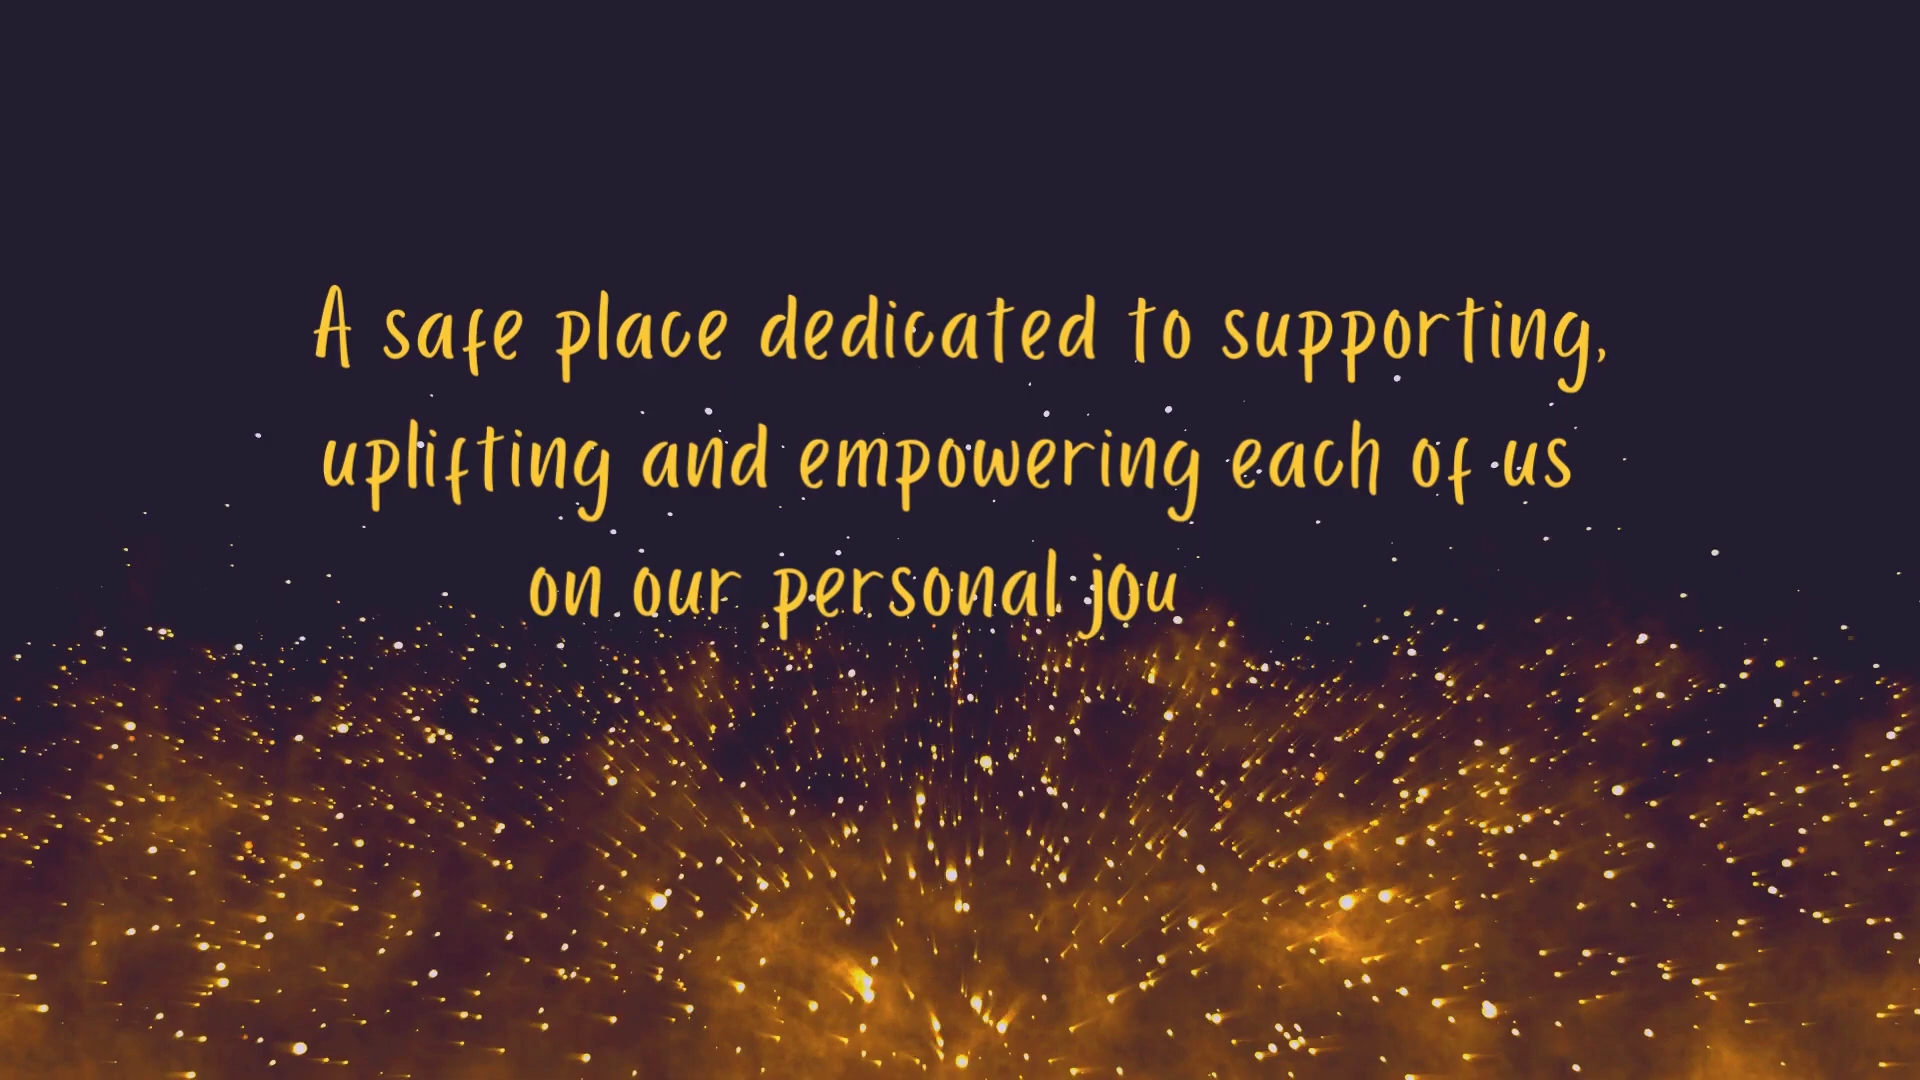 A safe place dedicated to supporting,
uplifting and empowering each of us
on our personal jou